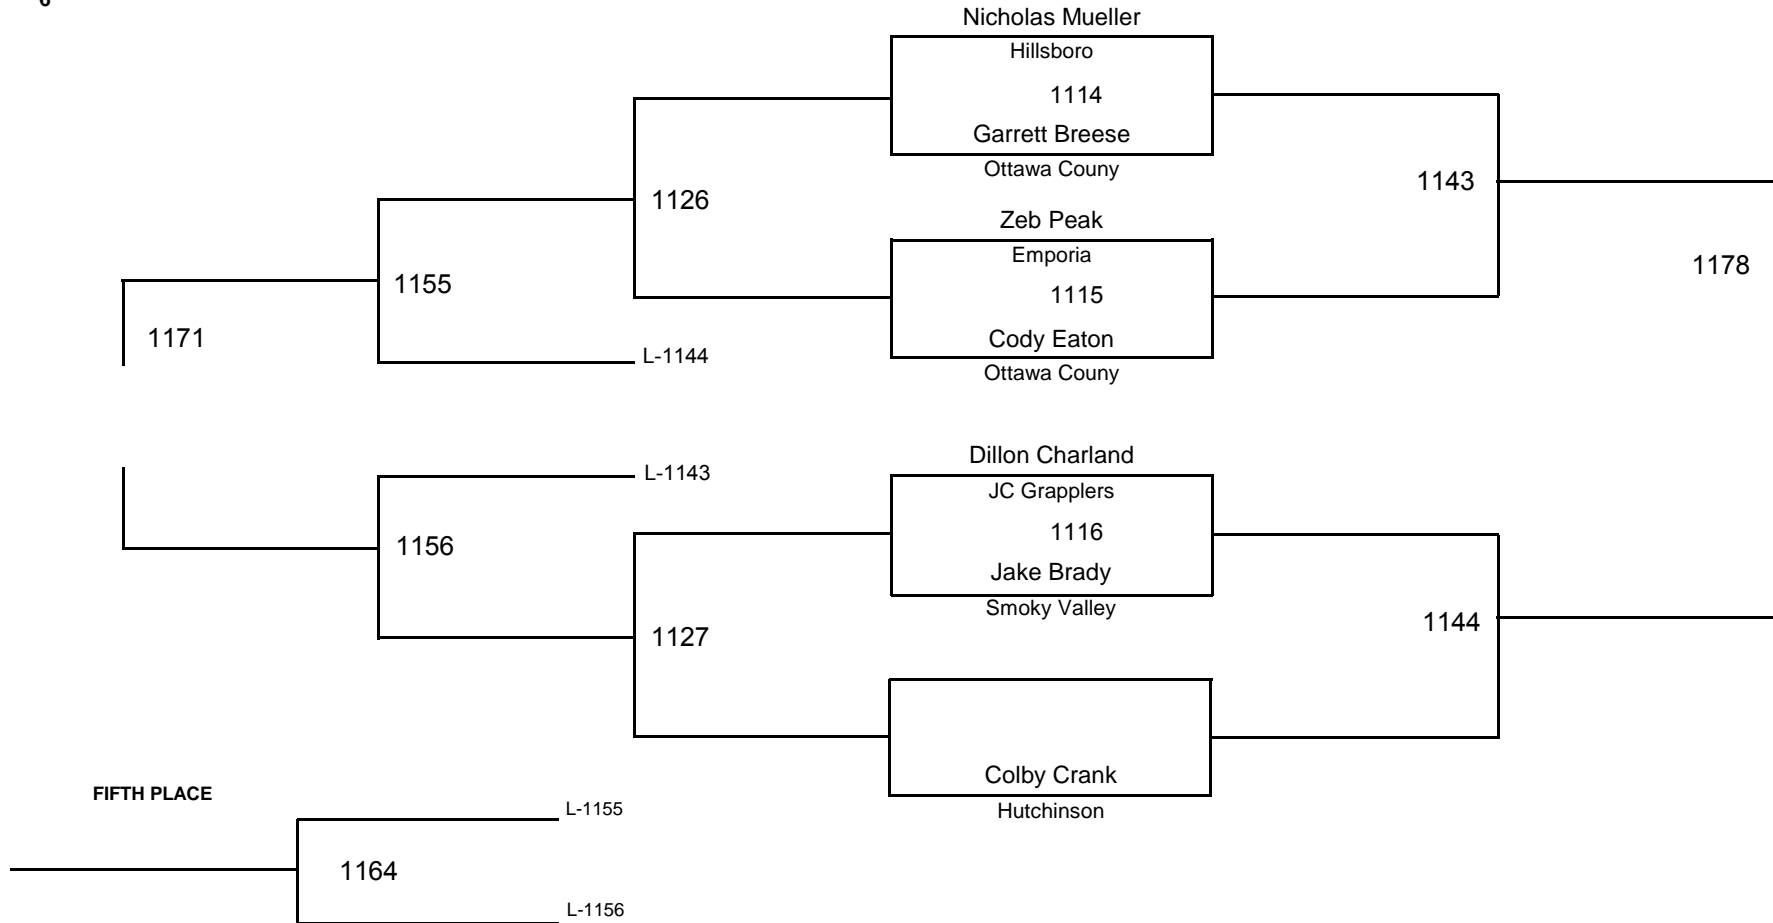 6
Nicholas Mueller
Hillsboro
1114
Garrett Breese
Ottawa Couny
1126
1143
Zeb Peak
Emporia
1178
1155
1115
1171
Cody Eaton
L-1144
Ottawa Couny
Dillon Charland
L-1143
JC Grapplers
1116
1156
Jake Brady
Smoky Valley
1144
1127
Colby Crank
FIFTH PLACE
L-1155
Hutchinson
1164
L-1156